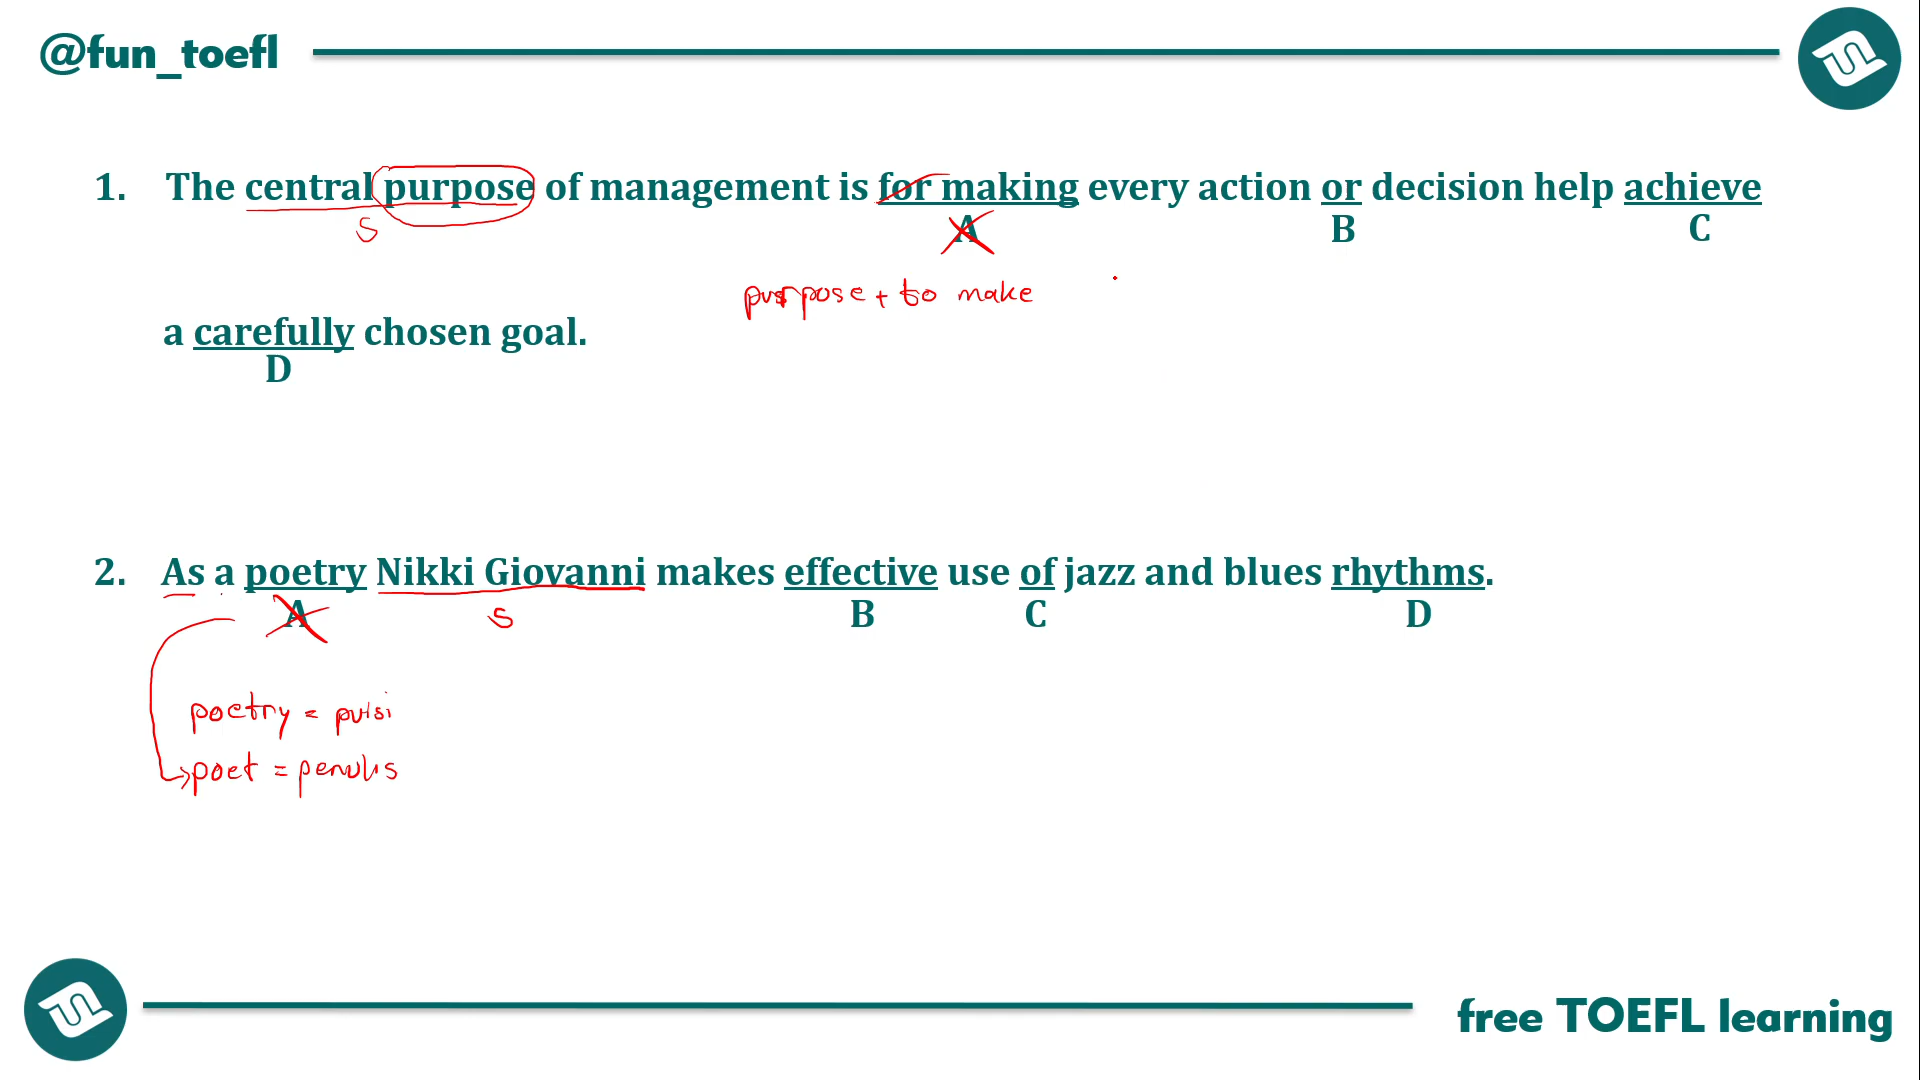 @fun_toefl
1. The central purpose of management is for making every action or decision help achieve
S A B C
purpose + to make
a carefully chosen goal.
D
2. As a poetry Nikki Giovanni makes effective use of jazz and blues rhythms.
A S B C D
poetry = puisi
poet = penulis
free TOEFL learning